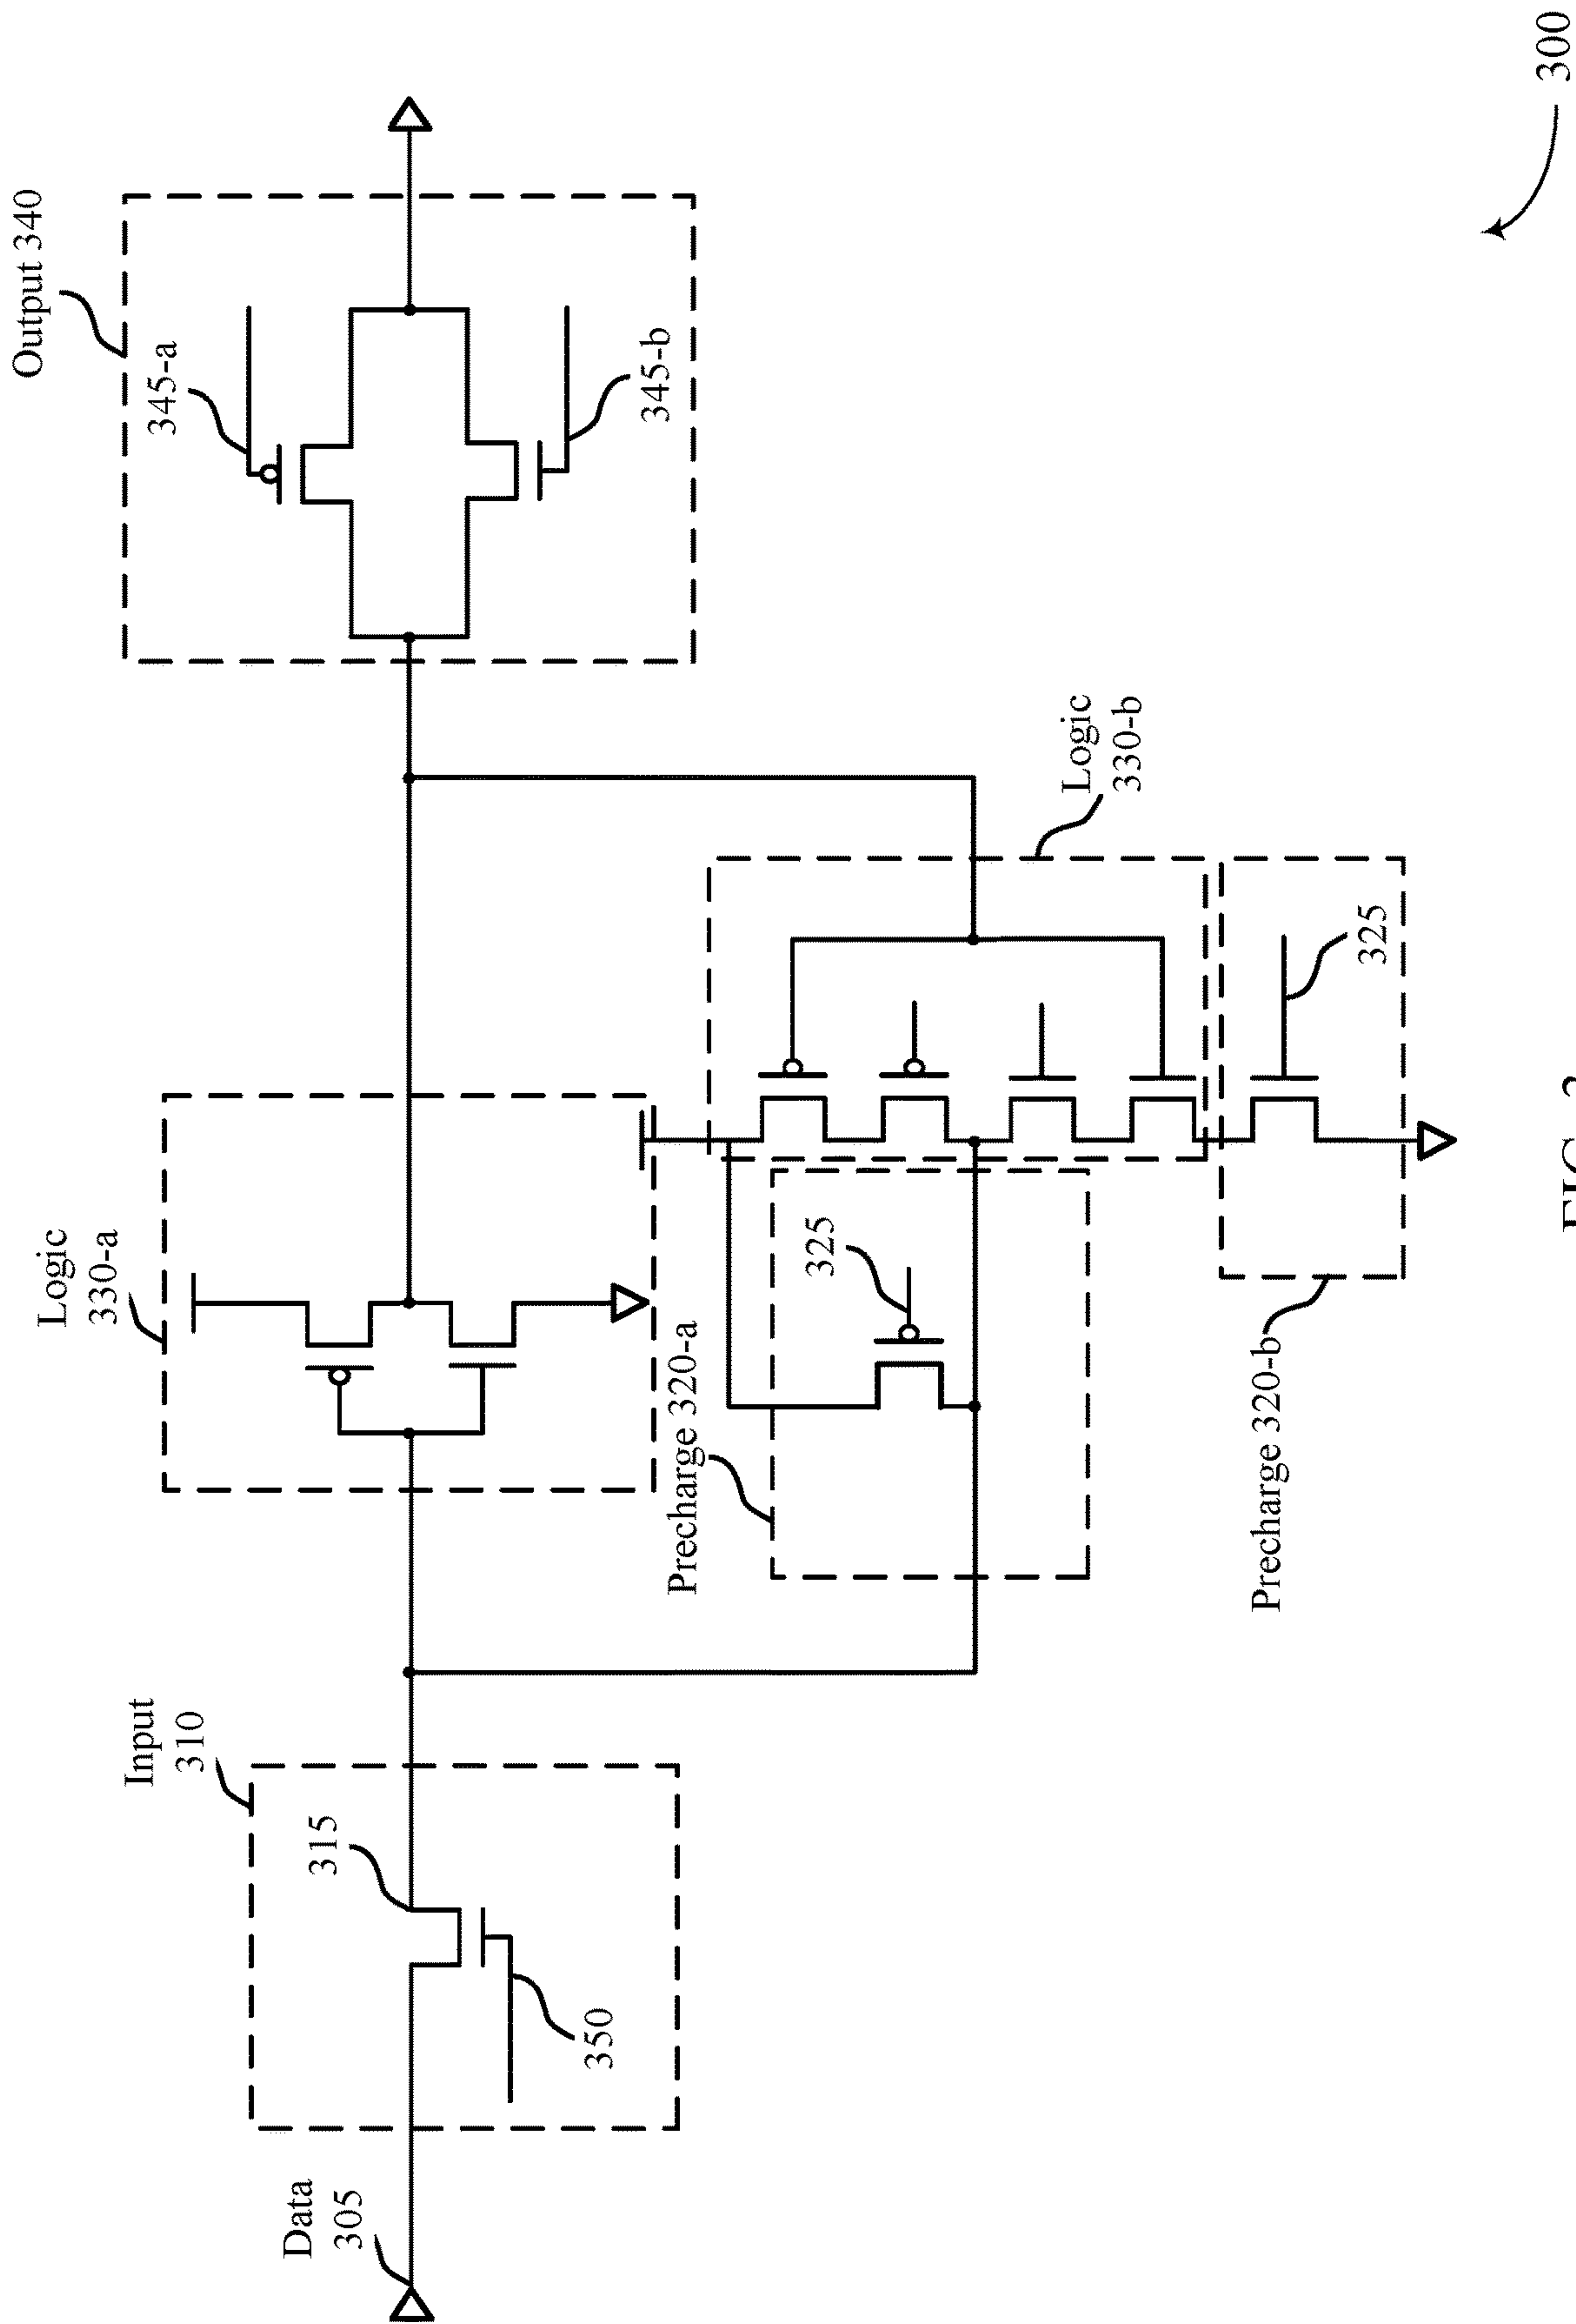 Output 340
345-a
345-b
Logic
330-a
Input
310
315
350
Data
305
Precharge 320-a
325
Logic
330-b
325
Precharge 320-b
300